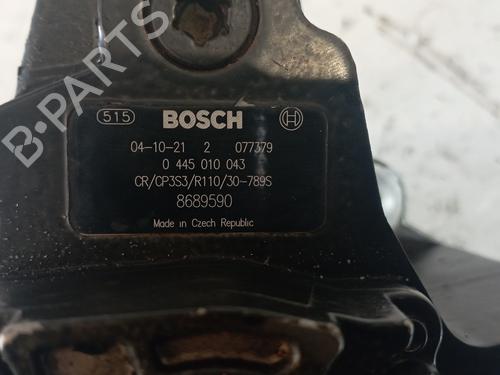 B-PARTS
515 BOSCH
04-10-21 2 077379
0 445 010 043
CR/CP3S3/R110/30-789S
8689590
Made in Czech Republic